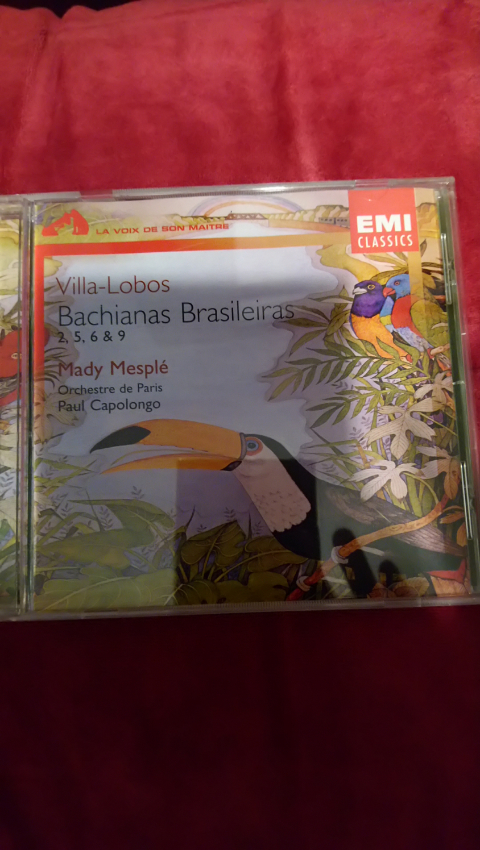 LA VOIX DE SON MAITRE
EMI
CLASSICS
Villa-Lobos
Bachianas Brasileiras
2, 5, 6 & 9
Mady Mesplé
Orchestre de Paris
Paul Capolongo